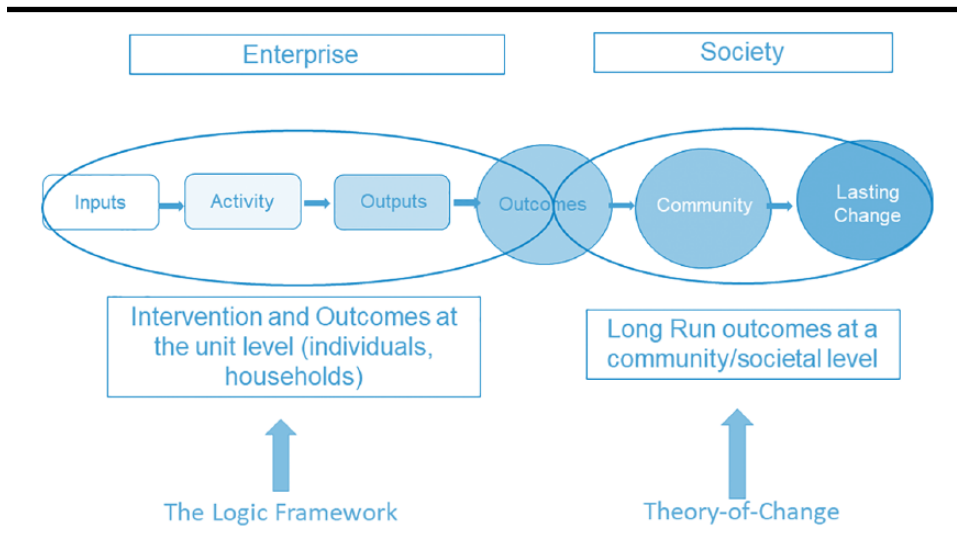 Enterprise
Society
Inputs
Activity
Outputs
Outcomes
Community
Lasting
Change
Intervention and Outcomes at
the unit level (individuals,
households)
Long Run outcomes at a
community/societal level
The Logic Framework
Theory-of-Change